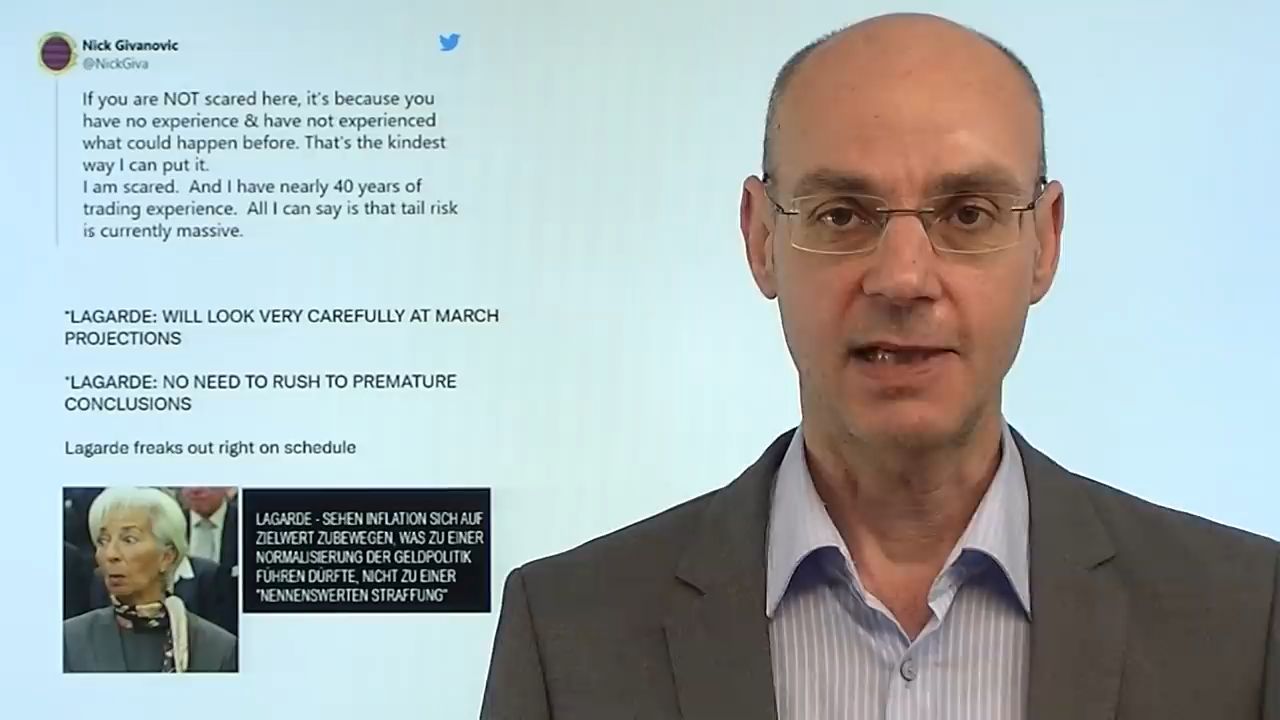 Nick Givanovic
@NickGiva
If you are NOT scared here, it's because you
have no experience & have not experienced
what could happen before. That's the kindest
way I can put it.
I am scared. And I have nearly 40 years of
trading experience. All I can say is that tail risk
is currently massive.
*LAGARDE: WILL LOOK VERY CAREFULLY AT MARCH
PROJECTIONS
*LAGARDE: NO NEED TO RUSH TO PREMATURE
CONCLUSIONS
Lagarde freaks out right on schedule
LAGARDE - SEHEN INFLATION SICH AUF
ZIELWERT ZUBEWEGEN, WAS ZU EINER
NORMALISIERUNG DER GELDPOLITIK
FÜHREN DÜRFTE, NICHT ZU EINER
"NENNENSWERTEN STRAFFUNG"